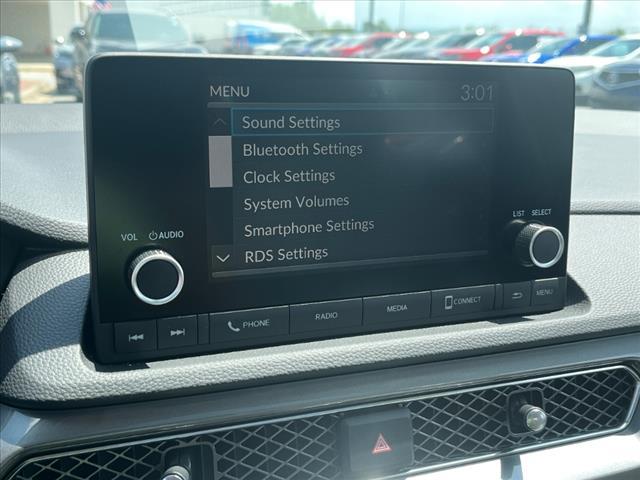 MENU 3:01
Sound Settings
Bluetooth Settings
Clock Settings
System Volumes
Smartphone Settings
RDS Settings
VOL AUDIO
LIST SELECT
PHONE RADIO MEDIA CONNECT MENU